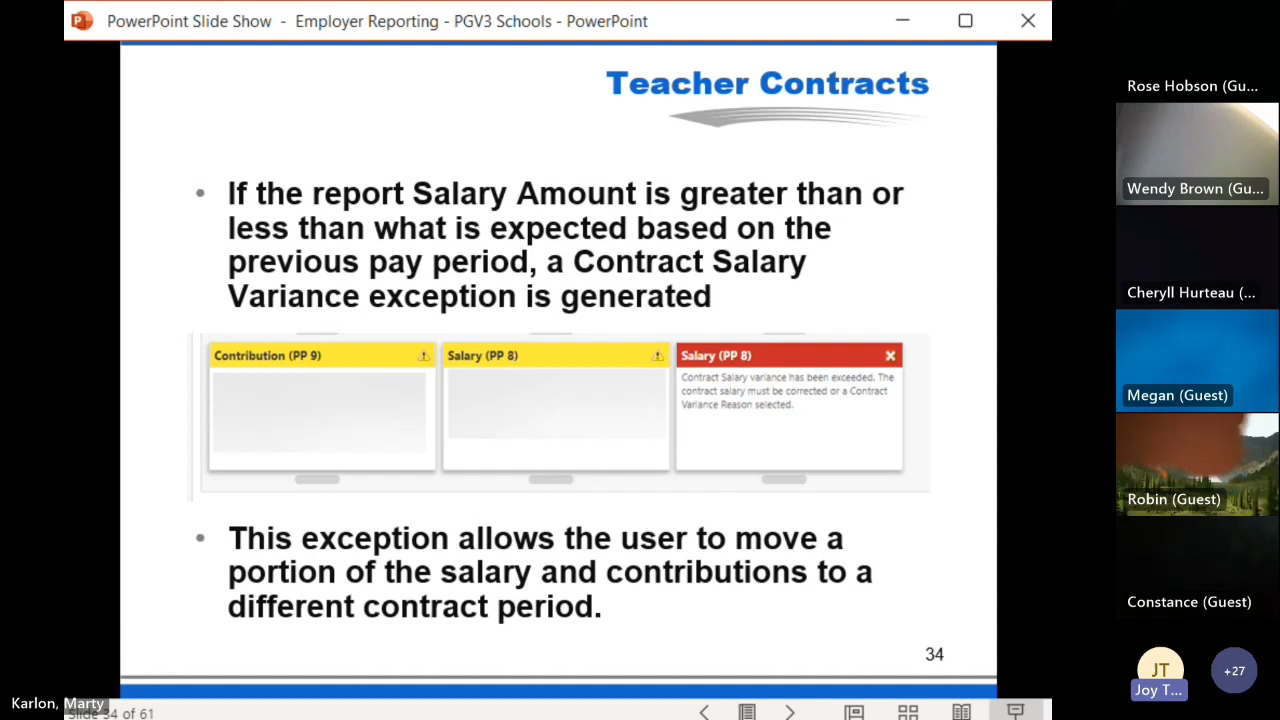 PowerPoint Slide Show - Employer Reporting - PGV3 Schools - PowerPoint
Teacher Contracts
• If the report Salary Amount is greater than or
less than what is expected based on the
previous pay period, a Contract Salary
Variance exception is generated
Contribution (PP 9)
Salary (PP 8)
Salary (PP 8)
Contract Salary variance has been exceeded. The
contract salary must be corrected or a Contract
Variance Reason selected.
• This exception allows the user to move a
portion of the salary and contributions to a
different contract period.
34
Karlon, Marty
Slide 34 of 61
Rose Hobson (Gu...
Wendy Brown (Gu...
Cheryll Hurteau (...
Megan (Guest)
Robin (Guest)
Constance (Guest)
JT
Joy T...
+27